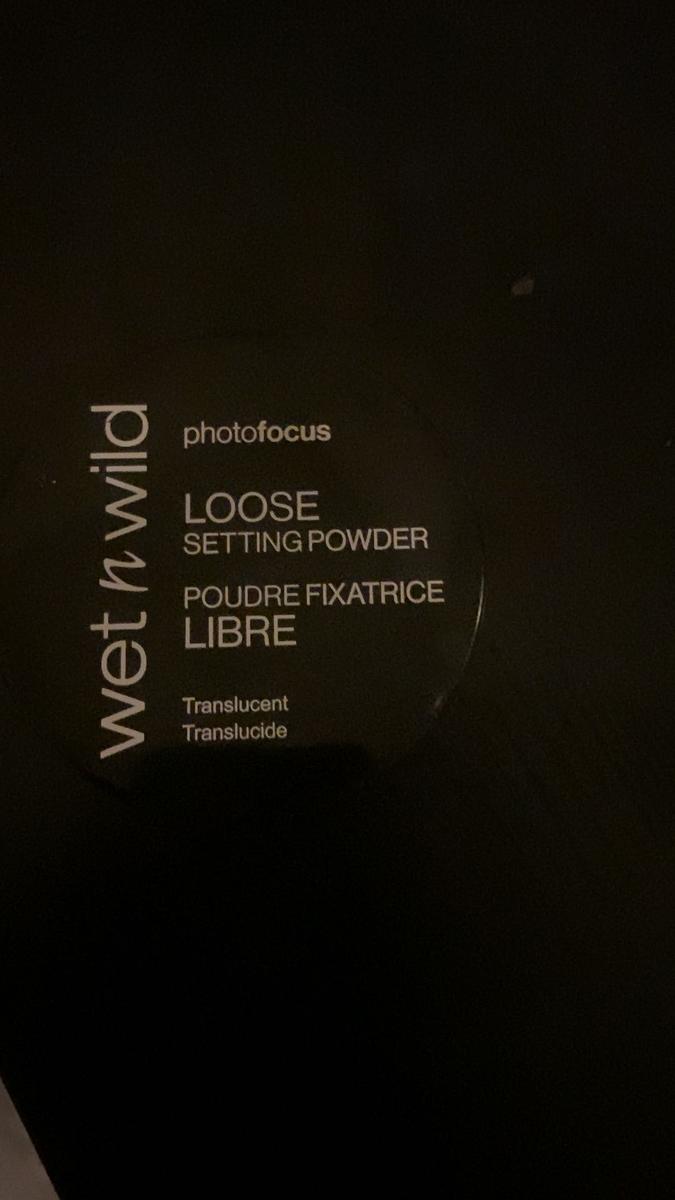 wet n wild
photofocus
LOOSE
SETTING POWDER
POUDRE FIXATRICE
LIBRE
Translucent
Translucide